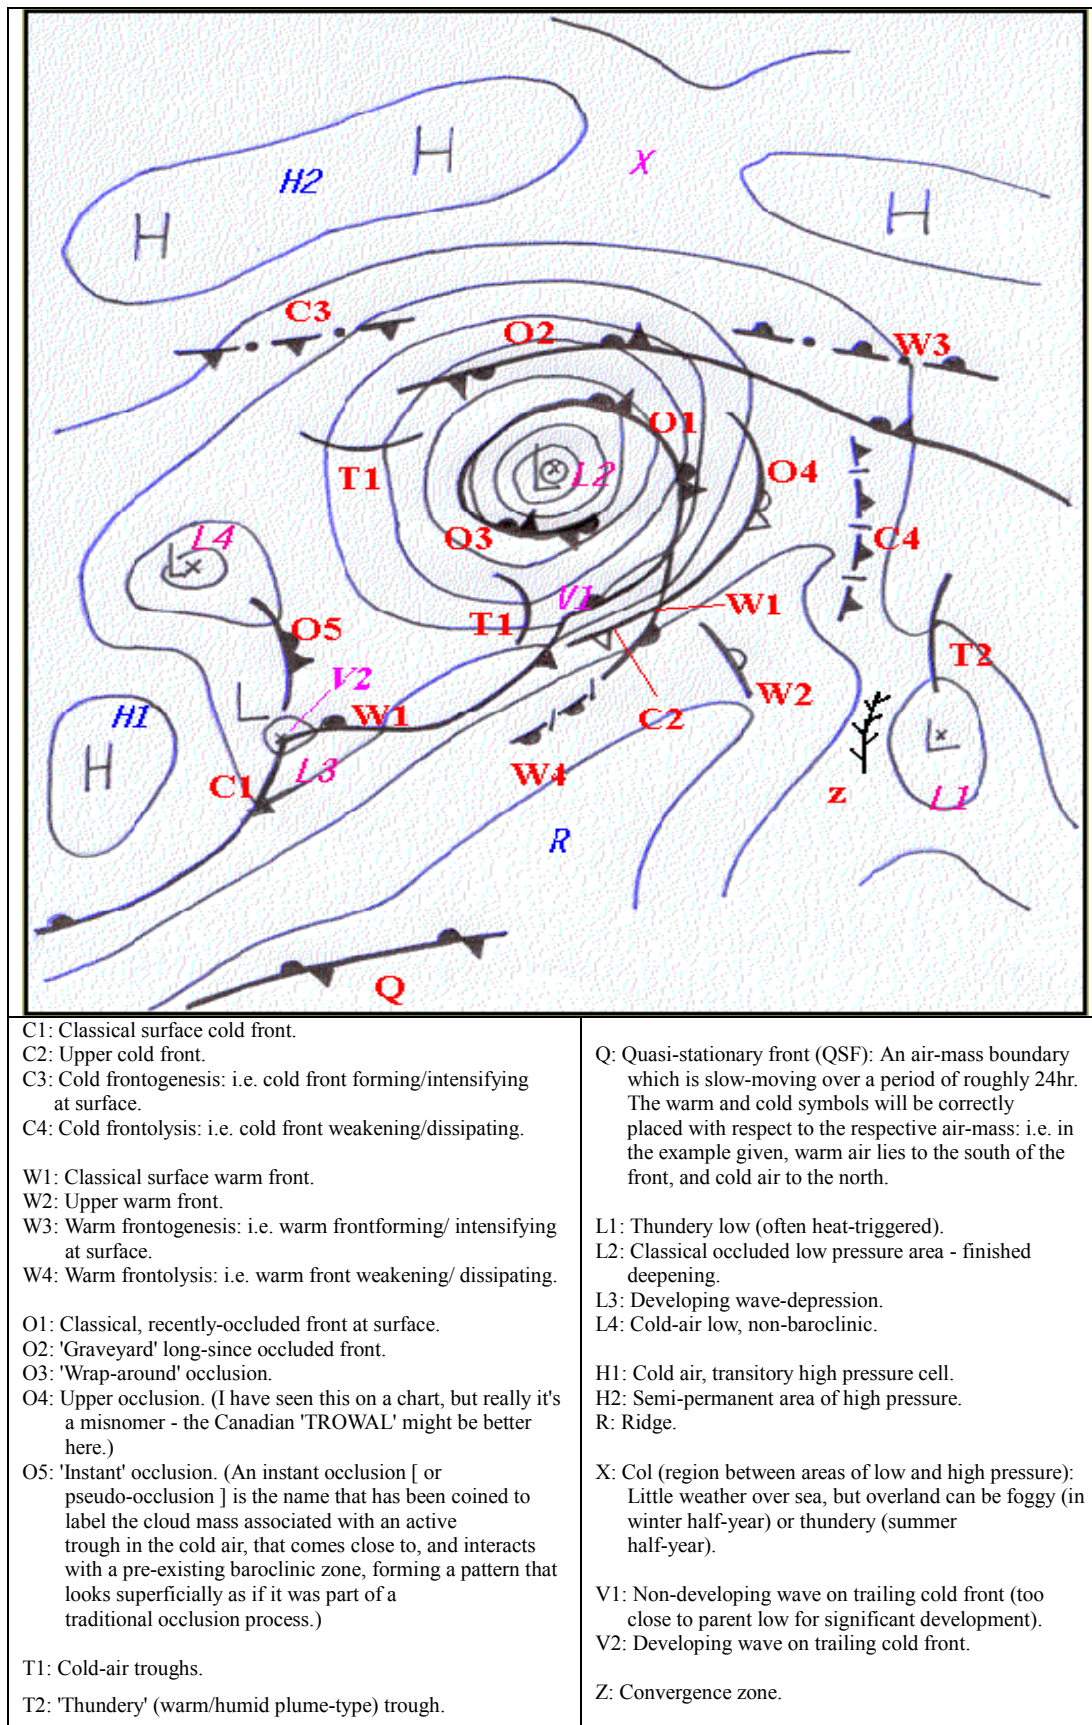 H
H2
X
H
H
C3
O2
W3
O1
T1
L
L2
O4
O3
C4
L4
L
V1
W1
T1
O5
T2
V2
W2
L
H1
W1
C2
H
L3
W4
L
C1
z
L1
R
Q
C1: Classical surface cold front.
C2: Upper cold front.
C3: Cold frontogenesis: i.e. cold front forming/intensifying
at surface.
C4: Cold frontolysis: i.e. cold front weakening/dissipating.
W1: Classical surface warm front.
W2: Upper warm front.
W3: Warm frontogenesis: i.e. warm frontforming/ intensifying
at surface.
W4: Warm frontolysis: i.e. warm front weakening/ dissipating.
O1: Classical, recently-occluded front at surface.
O2: 'Graveyard' long-since occluded front.
O3: 'Wrap-around' occlusion.
O4: Upper occlusion. (I have seen this on a chart, but really it's
a misnomer - the Canadian 'TROWAL' might be better
here.)
O5: 'Instant' occlusion. (An instant occlusion [ or
pseudo-occlusion ] is the name that has been coined to
label the cloud mass associated with an active
trough in the cold air, that comes close to, and interacts
with a pre-existing baroclinic zone, forming a pattern that
looks superficially as if it was part of a
traditional occlusion process.)
T1: Cold-air troughs.
T2: 'Thundery' (warm/humid plume-type) trough.
Q: Quasi-stationary front (QSF): An air-mass boundary
which is slow-moving over a period of roughly 24hr.
The warm and cold symbols will be correctly
placed with respect to the respective air-mass: i.e. in
the example given, warm air lies to the south of the
front, and cold air to the north.
L1: Thundery low (often heat-triggered).
L2: Classical occluded low pressure area - finished
deepening.
L3: Developing wave-depression.
L4: Cold-air low, non-baroclinic.
H1: Cold air, transitory high pressure cell.
H2: Semi-permanent area of high pressure.
R: Ridge.
X: Col (region between areas of low and high pressure):
Little weather over sea, but overland can be foggy (in
winter half-year) or thundery (summer
half-year).
V1: Non-developing wave on trailing cold front (too
close to parent low for significant development).
V2: Developing wave on trailing cold front.
Z: Convergence zone.